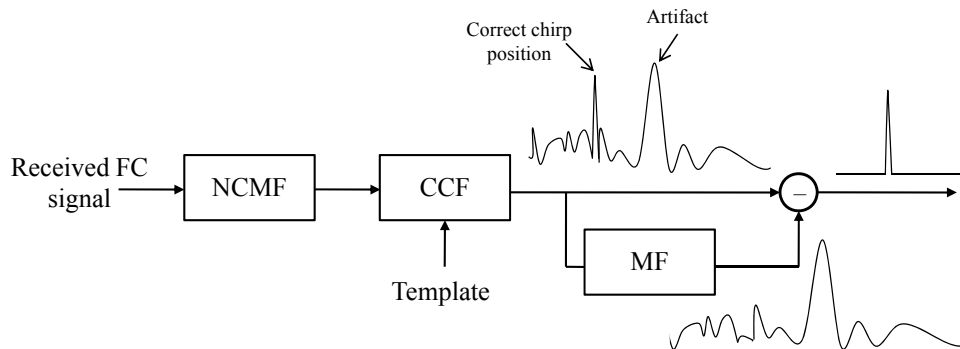 Correct chirp
position
Artifact
Received FC
signal
NCMF
CCF
–
MF
Template